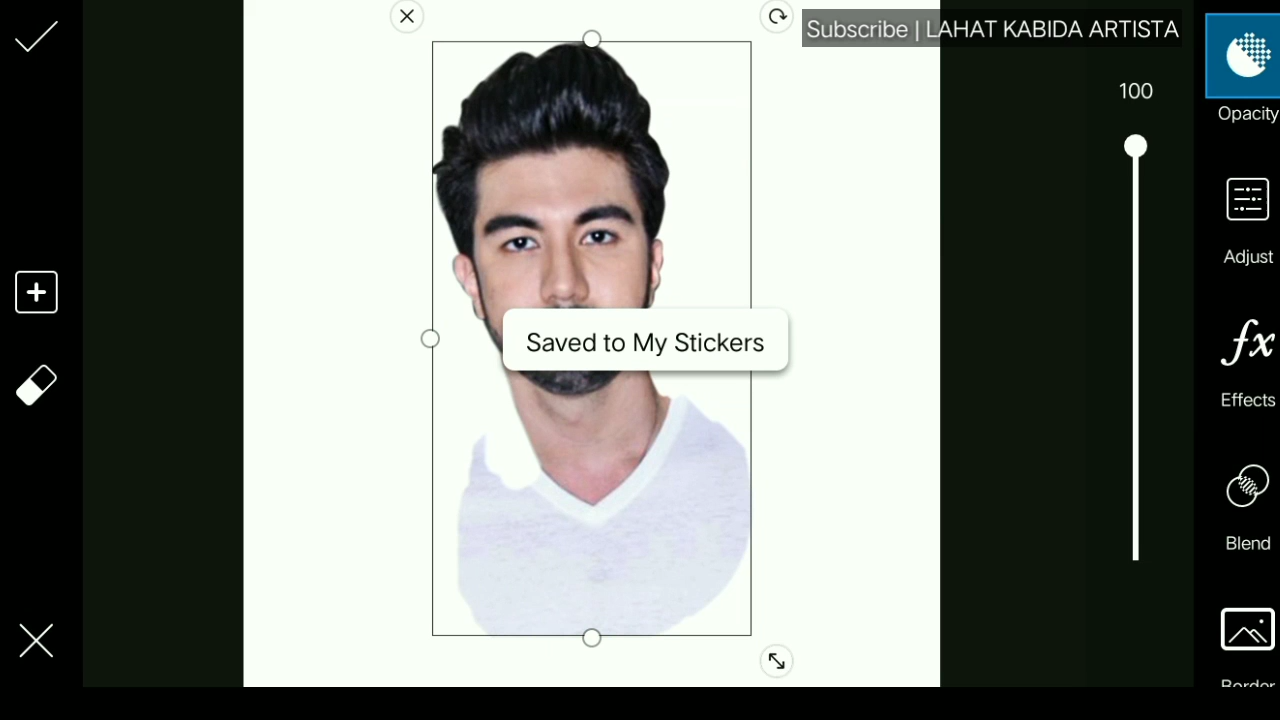 Subscribe | LAHAT KABIDA ARTISTA
100
Opacity
Adjust
fx
Effects
Saved to My Stickers
Blend
Border